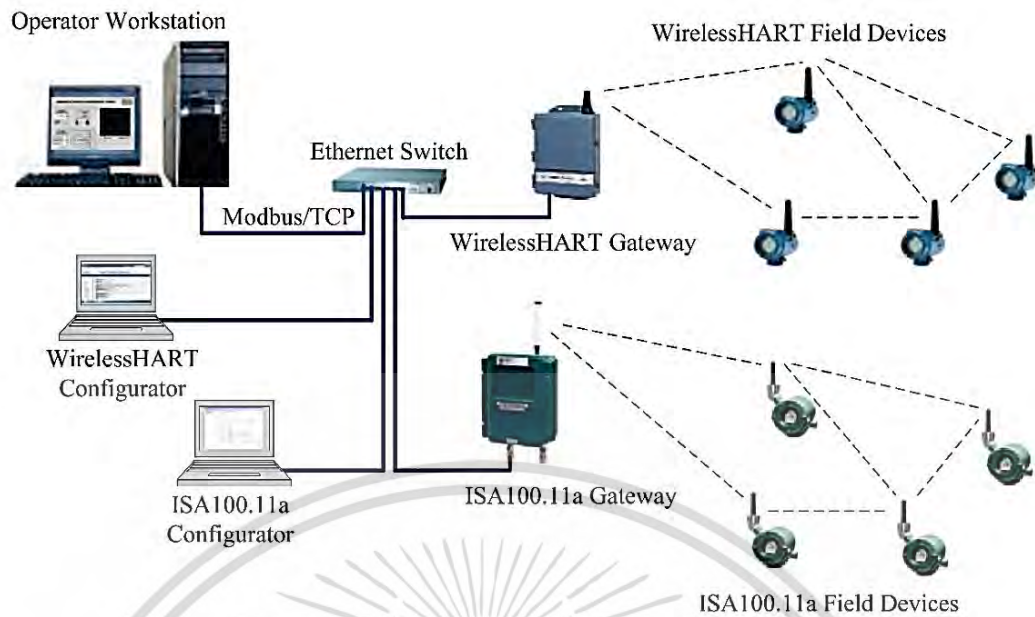 Operator Workstation
WirelessHART Field Devices
Ethernet Switch
Modbus/TCP
WirelessHART Gateway
WirelessHART
Configurator
ISA100.11a Gateway
ISA100.11a
Configurator
ISA100.11a Field Devices